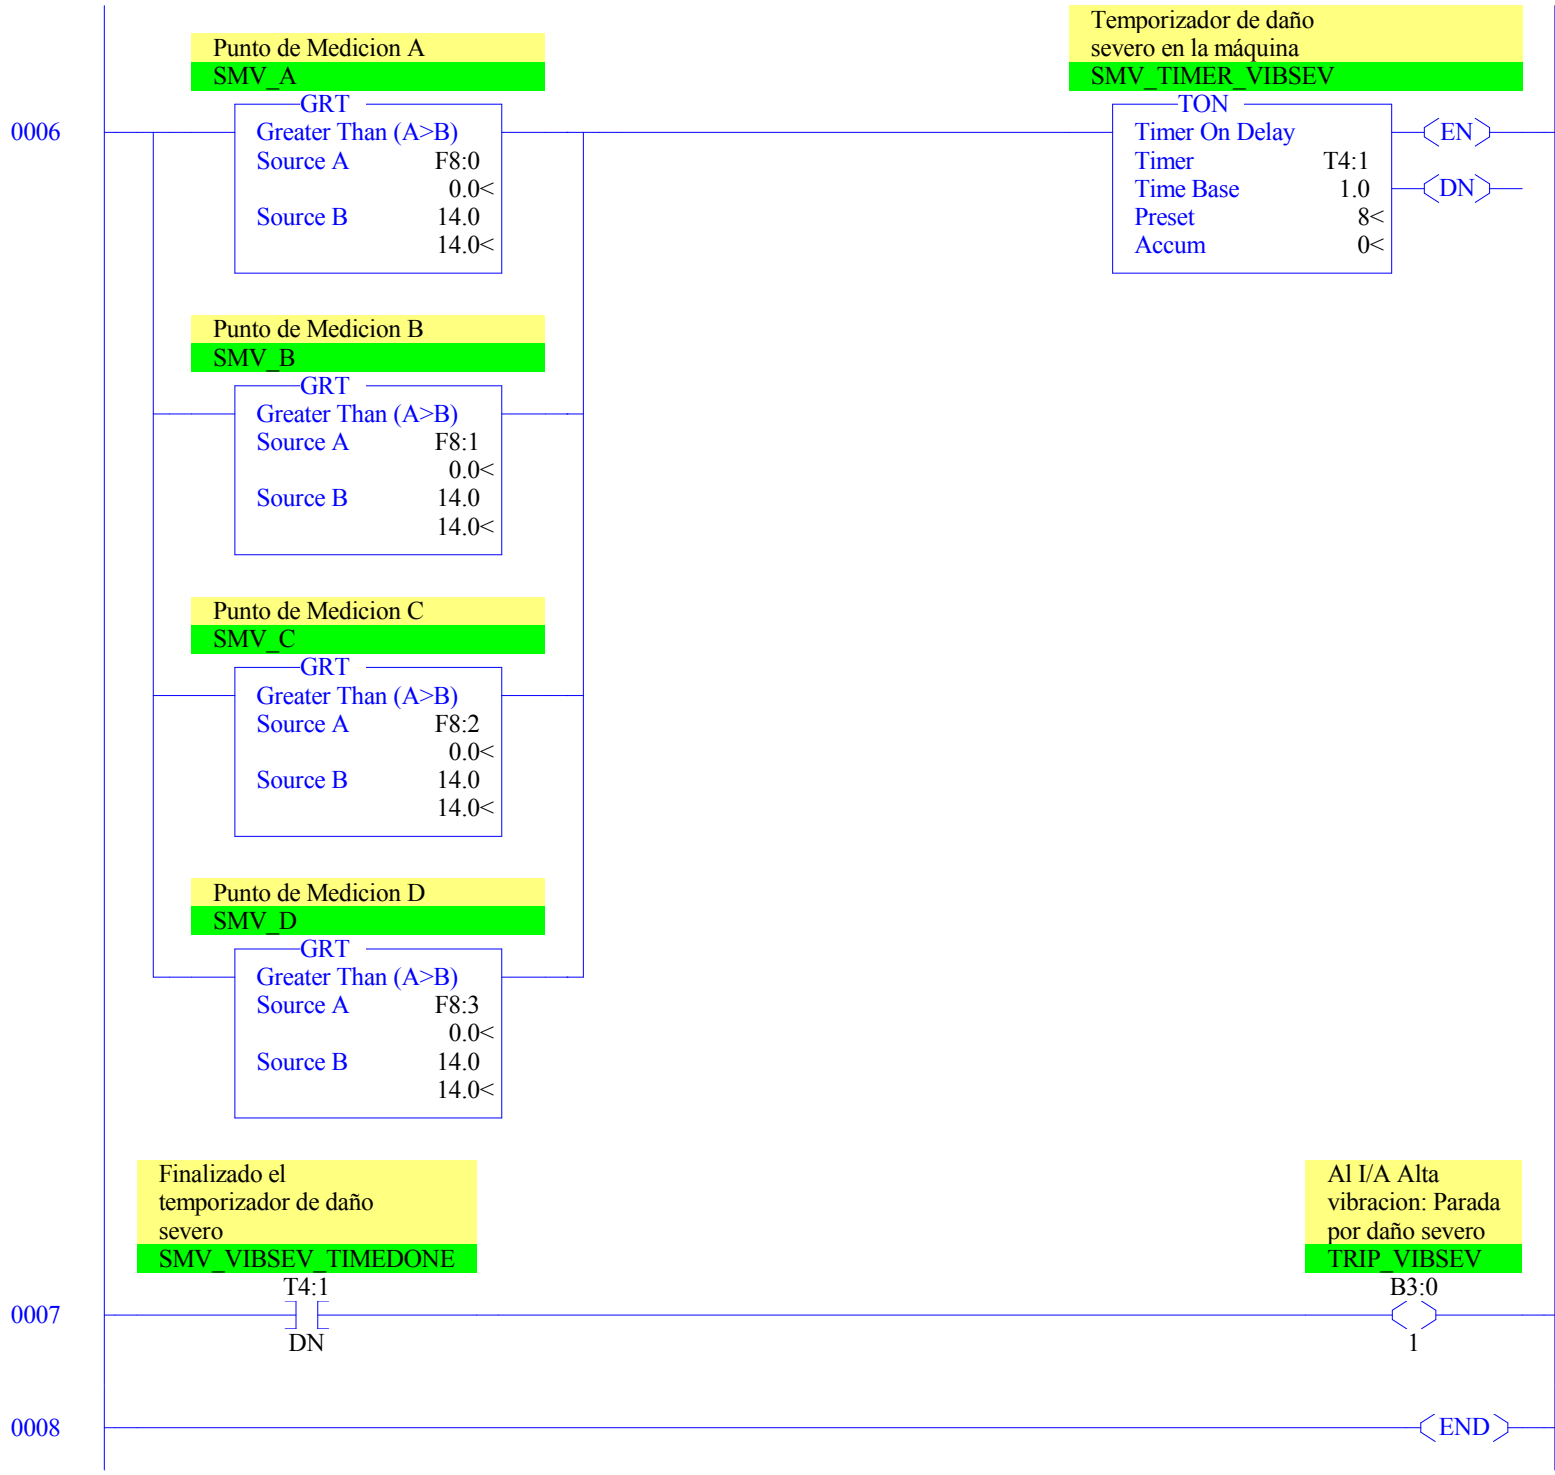 Punto de Medicion A
SMV_A
GRT
Greater Than (A>B)
Source A F8:0
0.0<
Source B 14.0
14.0<
Temporizador de daño
severo en la máquina
SMV_TIMER_VIBSEV
TON
Timer On Delay
Timer T4:1
Time Base 1.0
Preset 8<
Accum 0<
EN
DN
0006
Punto de Medicion B
SMV_B
GRT
Greater Than (A>B)
Source A F8:1
0.0<
Source B 14.0
14.0<
Punto de Medicion C
SMV_C
GRT
Greater Than (A>B)
Source A F8:2
0.0<
Source B 14.0
14.0<
Punto de Medicion D
SMV_D
GRT
Greater Than (A>B)
Source A F8:3
0.0<
Source B 14.0
14.0<
Finalizado el
temporizador de daño
severo
SMV_VIBSEV_TIMEDONE
T4:1
DN
Al I/A Alta
vibracion: Parada
por daño severo
TRIP_VIBSEV
B3:0
1
0007
0008
END